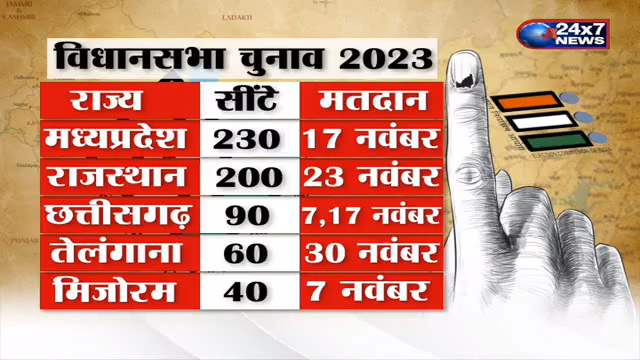 24x7
NEWS
विधानसभा चुनाव 2023
राज्य सींटे मतदान
मध्यप्रदेश 230 17 नवंबर
राजस्थान 200 23 नवंबर
छत्तीसगढ़ 90 7,17 नवंबर
तेलंगाना 60 30 नवंबर
मिजोरम 40 7 नवंबर
LADAKH